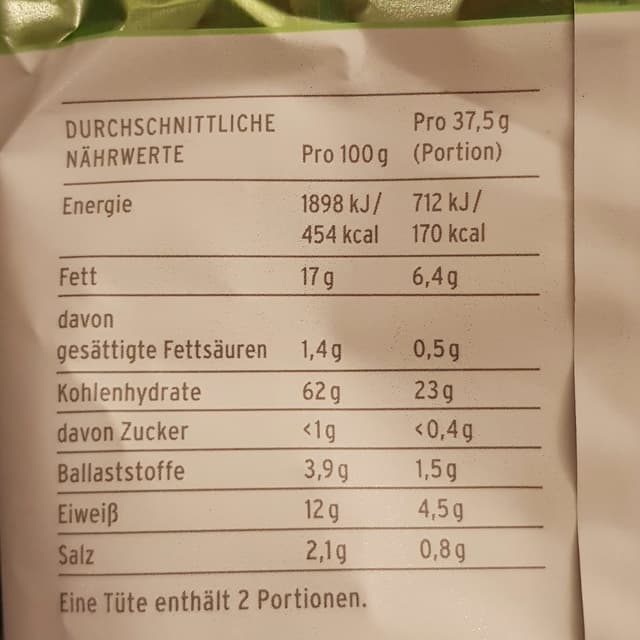 DURCHSCHNITTLICHE Pro 37,5 g
NÄHRWERTE Pro 100 g (Portion)
Energie 1898 kJ/ 712 kJ/
454 kcal 170 kcal
Fett 17 g 6,4 g
davon
gesättigte Fettsäuren 1,4 g 0,5 g
Kohlenhydrate 62 g 23 g
davon Zucker <1 g <0,4 g
Ballaststoffe 3,9 g 1,5 g
Eiweiß 12 g 4,5 g
Salz 2,1 g 0,8 g
Eine Tüte enthält 2 Portionen.